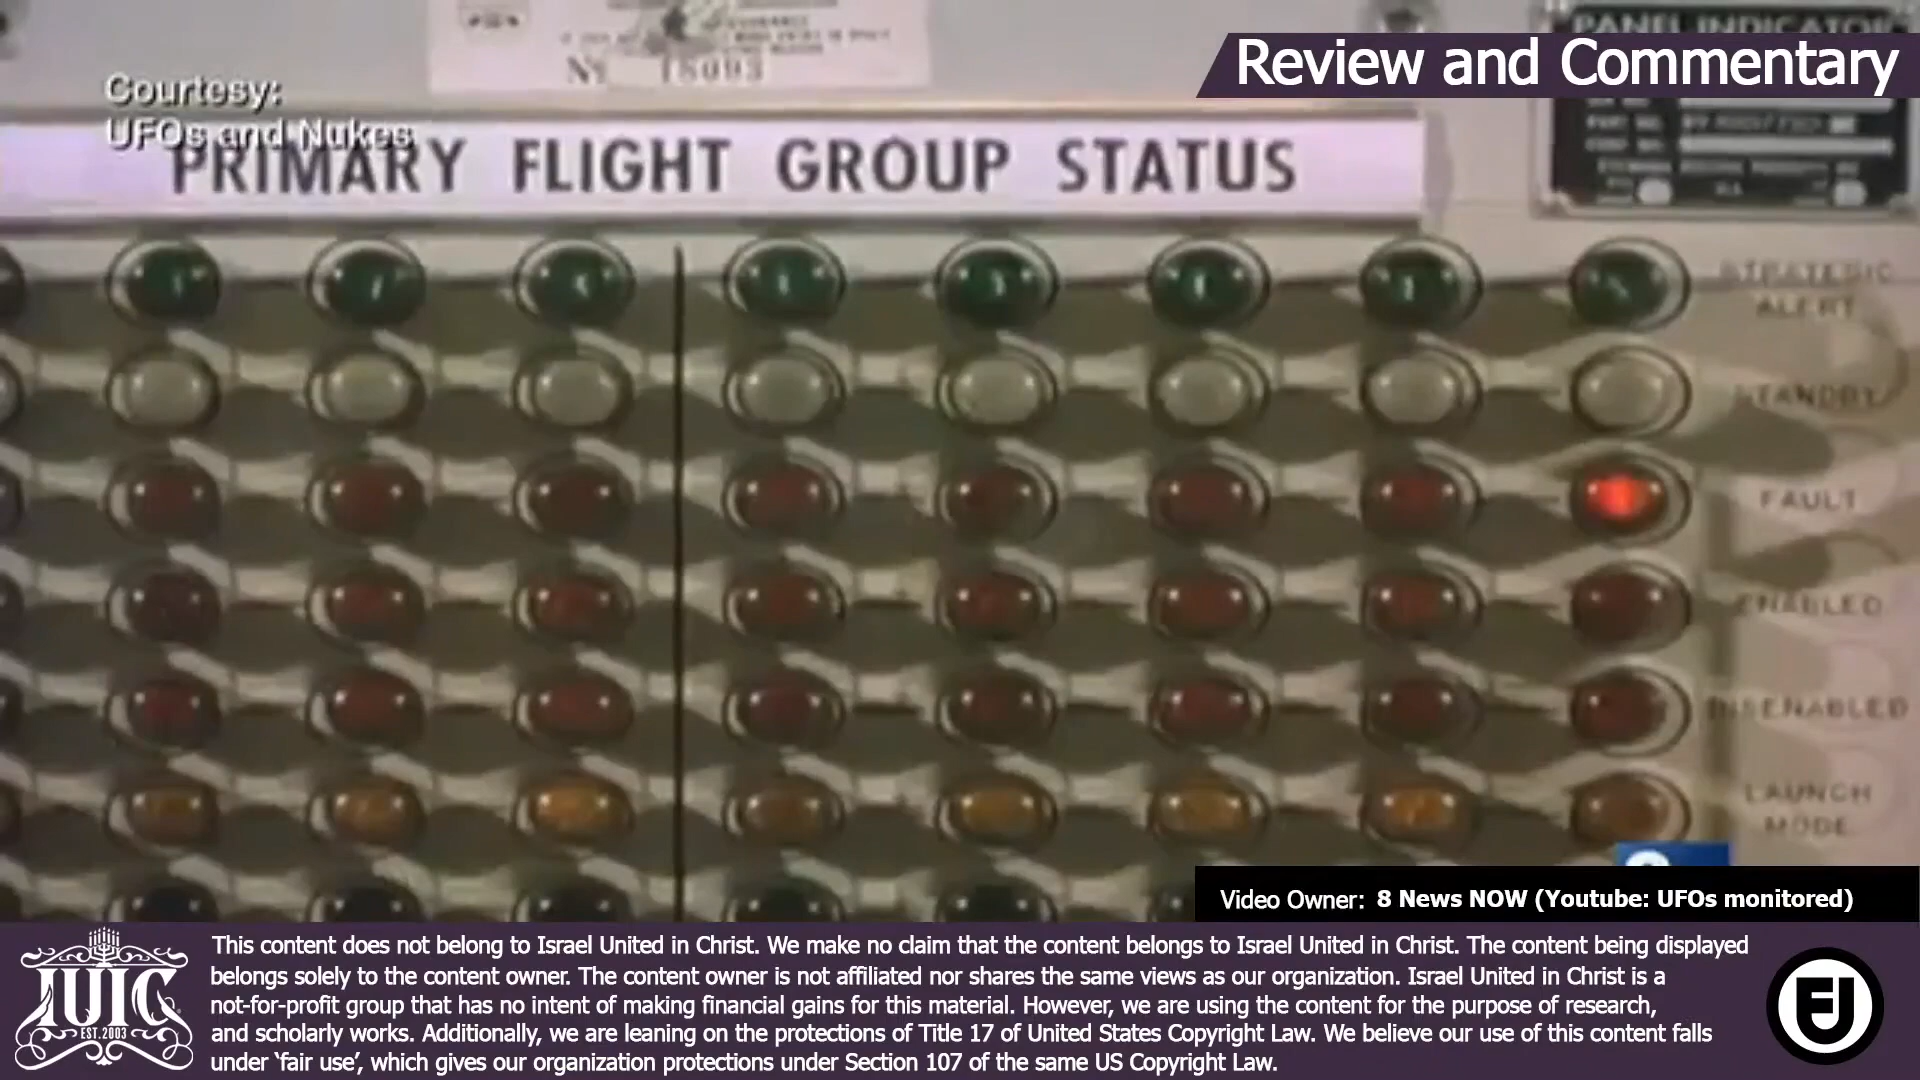 Nº 18093
PANEL INDICATOR
Review and Commentary
Courtesy:
UFOs and Nukes
PRIMARY FLIGHT GROUP STATUS
STRATEGIC
ALERT
STANDBY
FAULT
ENABLED
DISENABLED
LAUNCH
MODE
Video Owner: 8 News NOW (Youtube: UFOs monitored)
This content does not belong to Israel United in Christ. We make no claim that the content belongs to Israel United in Christ. The content being displayed
belongs solely to the content owner. The content owner is not affiliated nor shares the same views as our organization. Israel United in Christ is a
not-for-profit group that has no intent of making financial gains for this material. However, we are using the content for the purpose of research,
and scholarly works. Additionally, we are leaning on the protections of Title 17 of United States Copyright Law. We believe our use of this content falls
under ‘fair use’, which gives our organization protections under Section 107 of the same US Copyright Law.
IUIC
EST. 2003